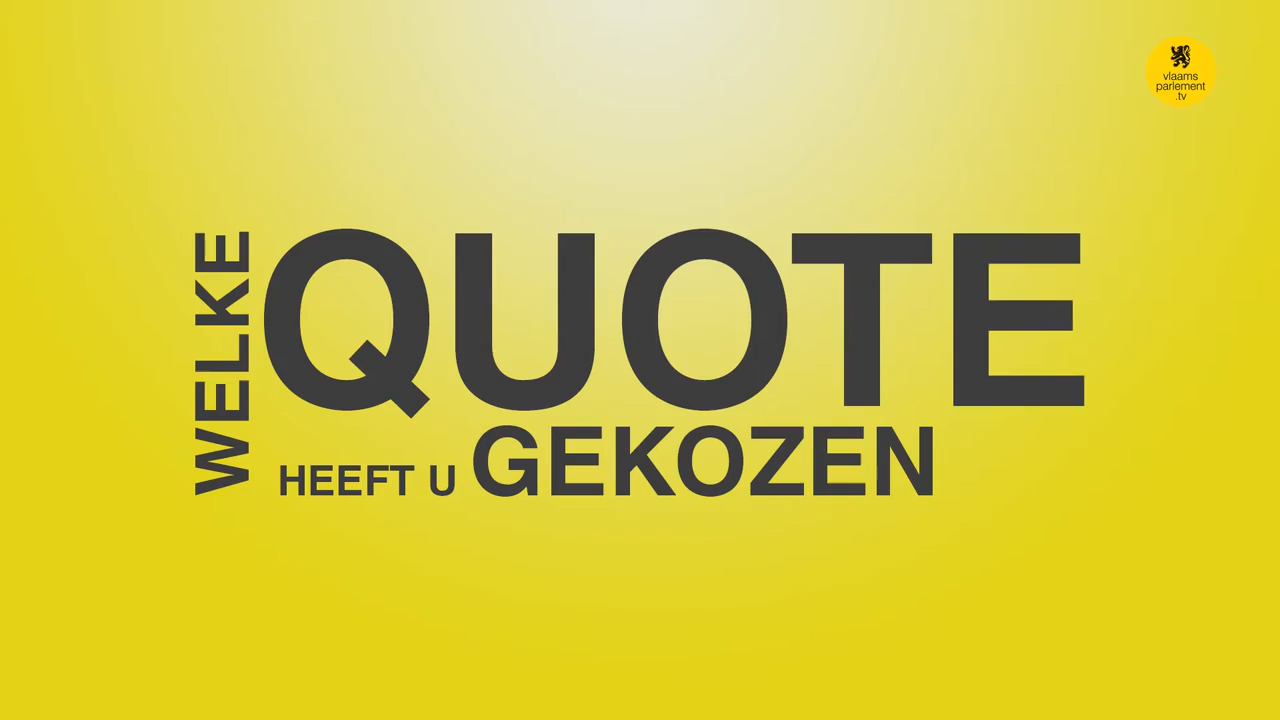 WELKE
QUOTE
HEEFT U GEKOZEN
vlaams
parlement
.tv